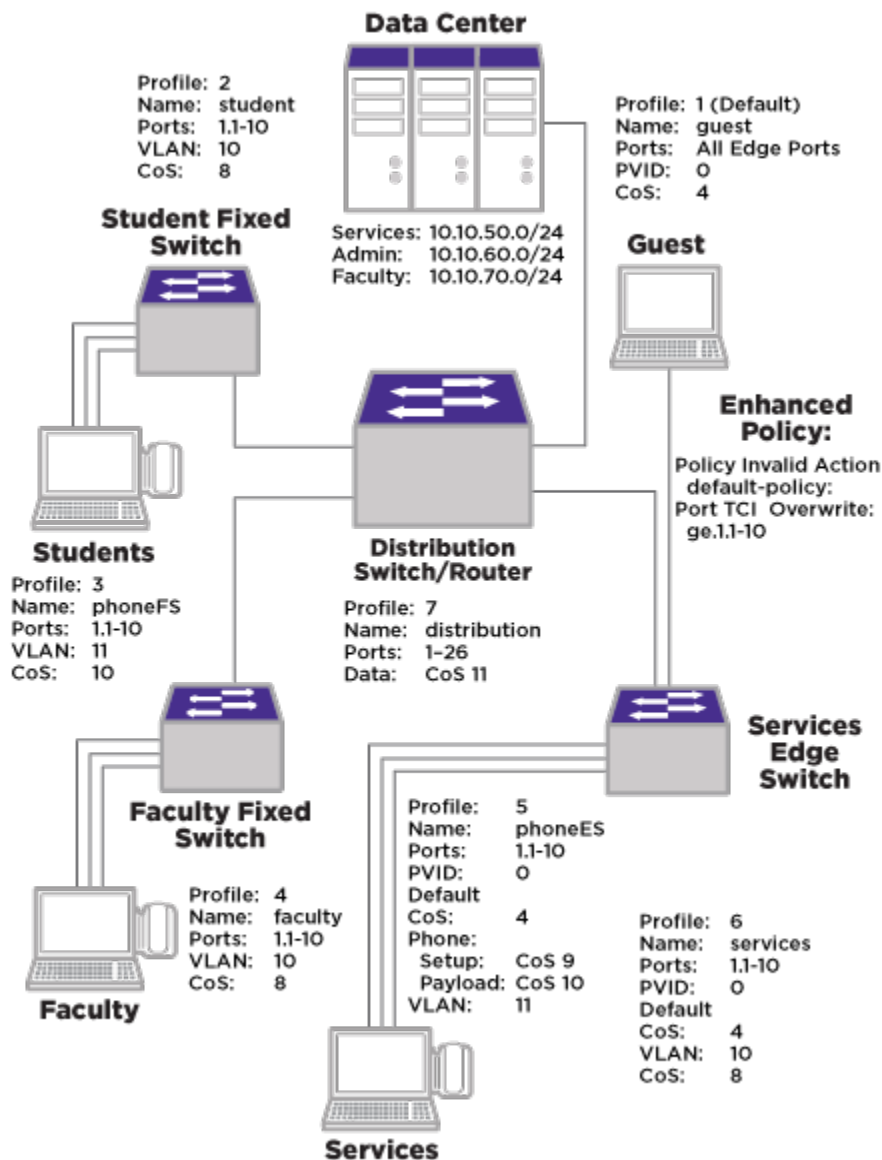 Data Center
Profile: 2
Name: student
Ports: 1.1-10
VLAN: 10
CoS: 8
Profile: 1 (Default)
Name: guest
Ports: All Edge Ports
PVID: 0
CoS: 4
Student Fixed
Switch
Services: 10.10.50.0/24
Admin: 10.10.60.0/24
Faculty: 10.10.70.0/24
Guest
Enhanced
Policy:
Policy Invalid Action
default-policy:
Port TCI Overwrite:
ge.1.1-10
Students
Profile: 3
Name: phoneFS
Ports: 1.1-10
VLAN: 11
CoS: 10
Distribution
Switch/Router
Profile: 7
Name: distribution
Ports: 1-26
Data: CoS 11
Services
Edge
Switch
Faculty Fixed
Switch
Profile: 4
Name: faculty
Ports: 1.1-10
VLAN: 10
CoS: 8
Faculty
Profile: 5
Name: phoneES
Ports: 1.1-10
PVID: 0
Default
CoS: 4
Phone:
Setup: CoS 9
Payload: CoS 10
VLAN: 11
Profile: 6
Name: services
Ports: 1.1-10
PVID: 0
Default
CoS: 4
VLAN: 10
CoS: 8
Services